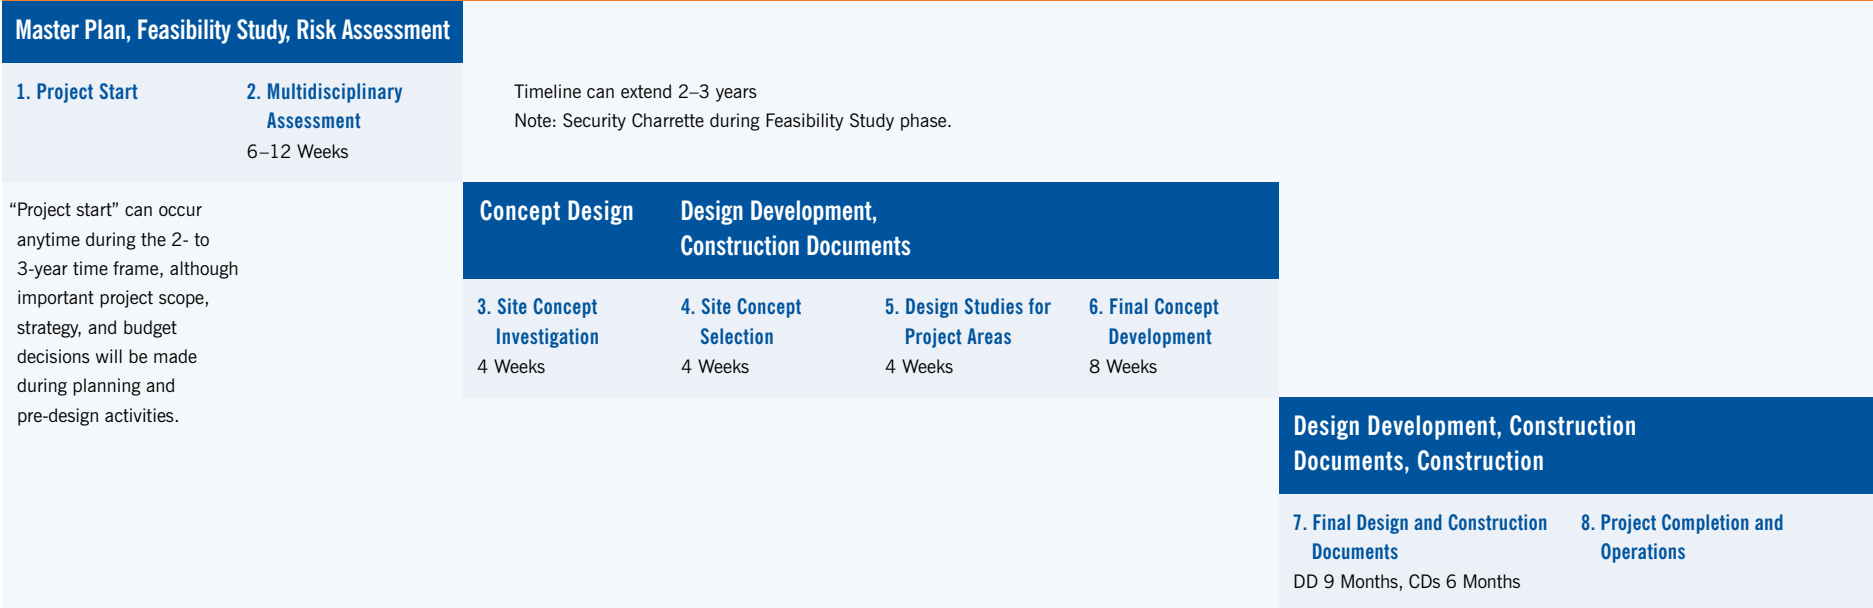 Master Plan, Feasibility Study, Risk Assessment
1. Project Start
2. Multidisciplinary
Assessment
6–12 Weeks
Timeline can extend 2–3 years
Note: Security Charrette during Feasibility Study phase.
“Project start” can occur
anytime during the 2- to
3-year time frame, although
important project scope,
strategy, and budget
decisions will be made
during planning and
pre-design activities.
Concept Design
Design Development,
Construction Documents
3. Site Concept
Investigation
4 Weeks
4. Site Concept
Selection
4 Weeks
5. Design Studies for
Project Areas
4 Weeks
6. Final Concept
Development
8 Weeks
Design Development, Construction
Documents, Construction
7. Final Design and Construction
Documents
DD 9 Months, CDs 6 Months
8. Project Completion and
Operations